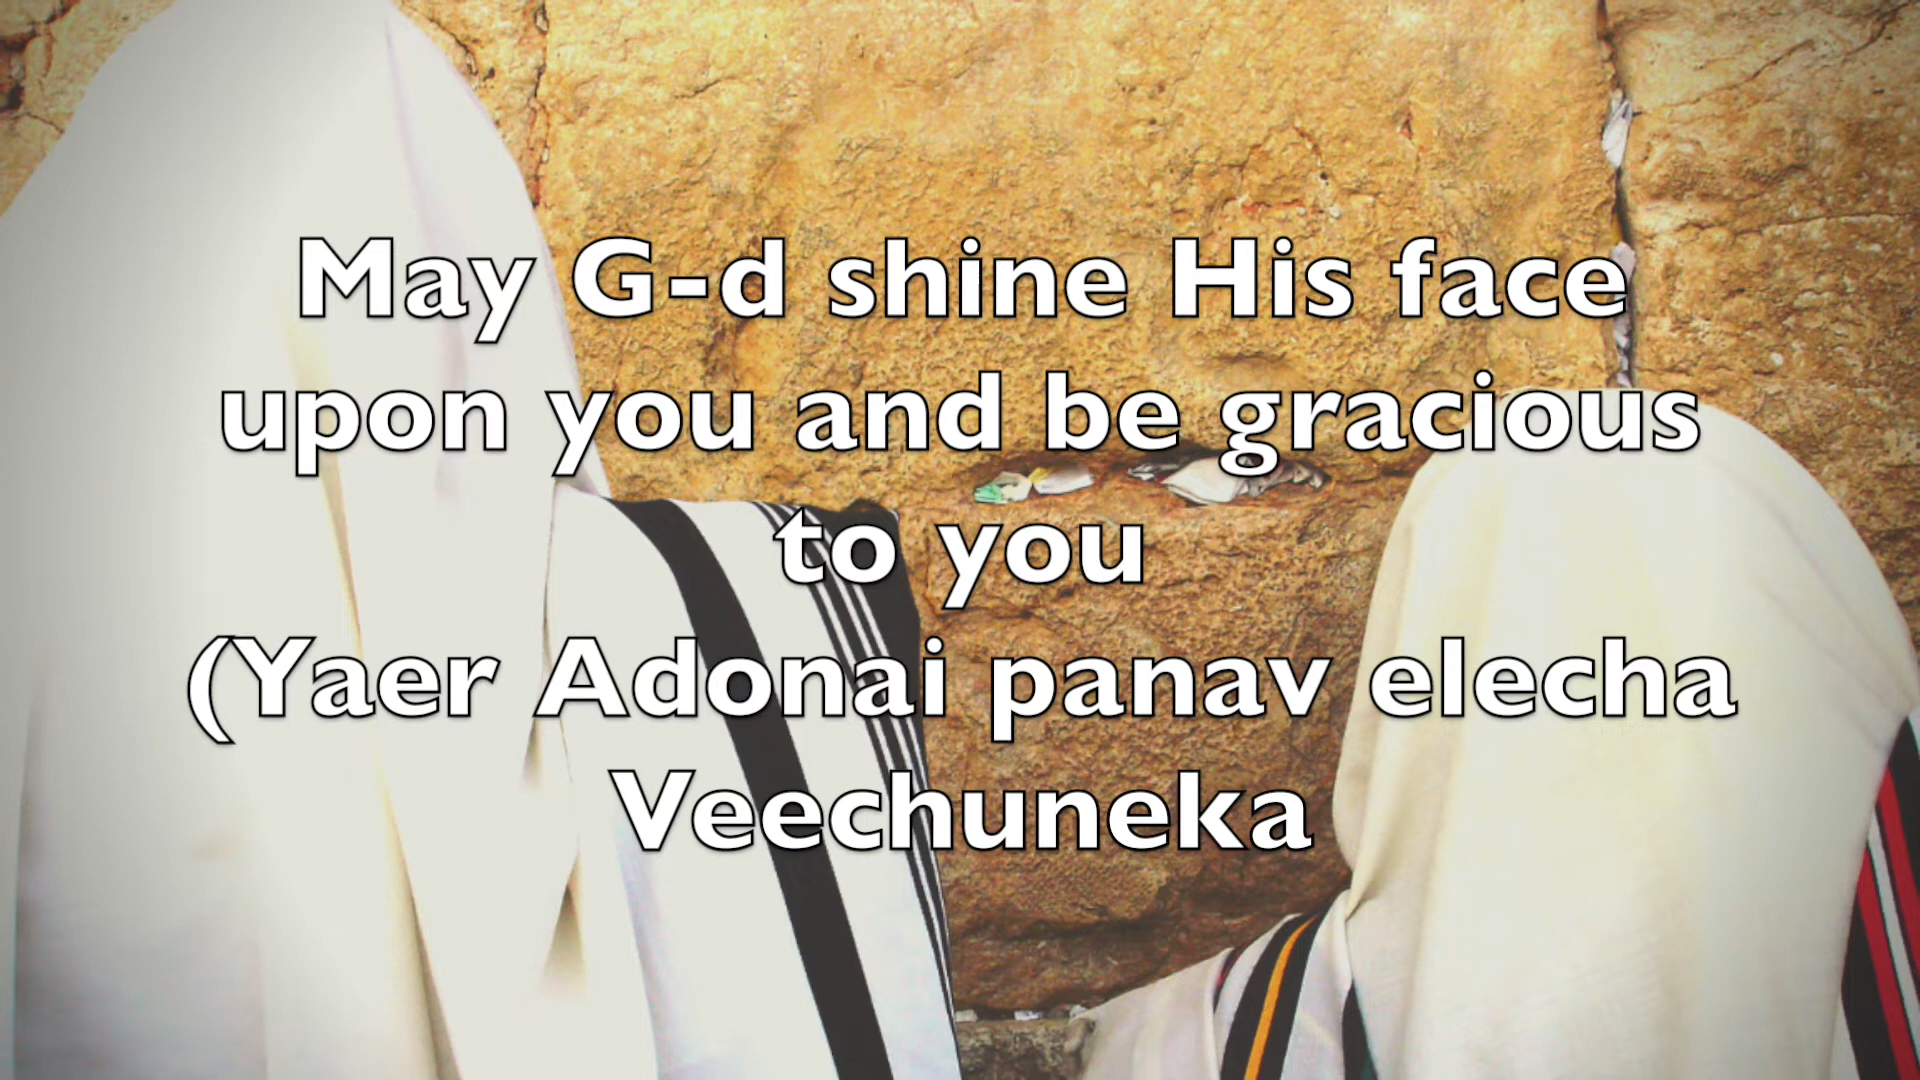 May G-d shine His face
upon you and be gracious
to you
(Yaer Adonai panav elecha
Veechuneka